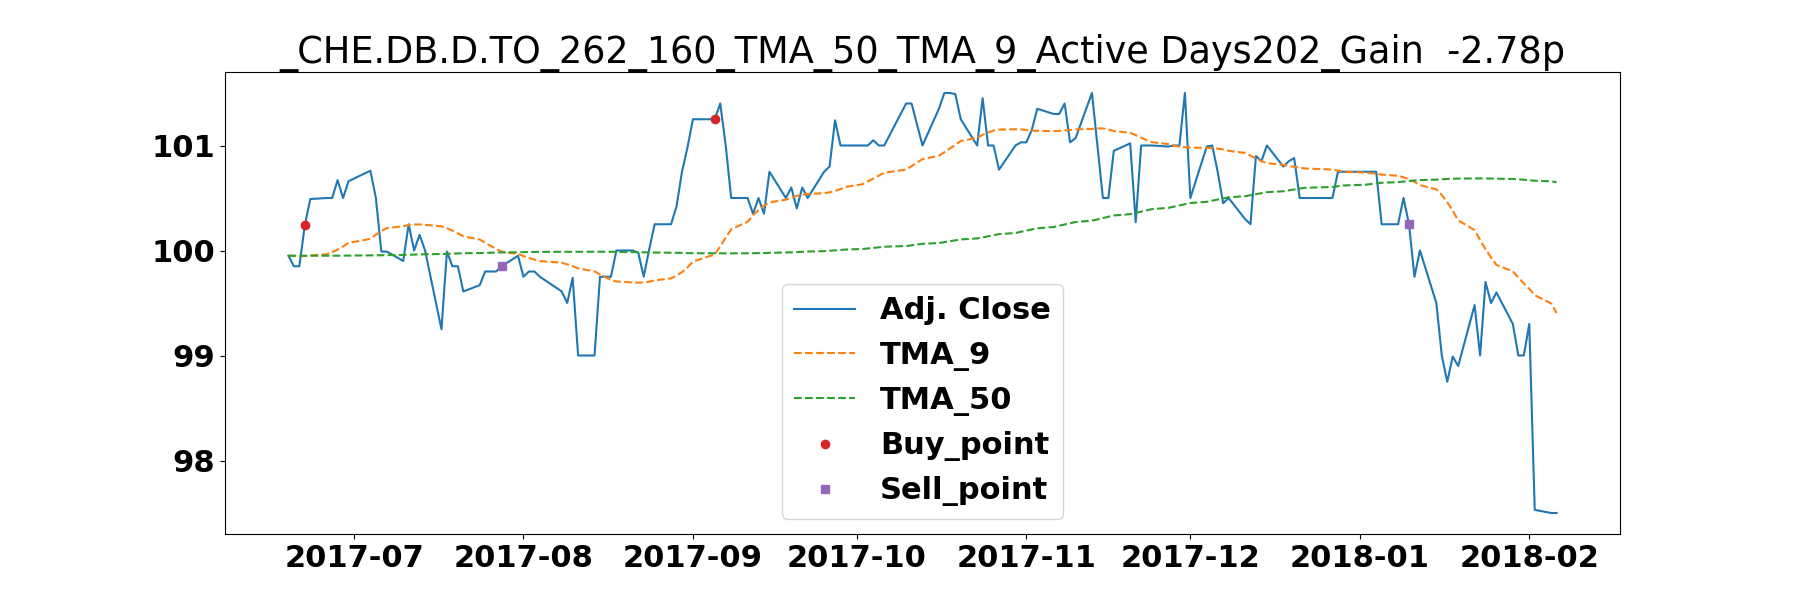 _CHE.DB.D.TO_262_160_TMA_50_TMA_9_Active Days202_Gain  -2.78p
101
100
99
98
Adj. Close
TMA_9
TMA_50
Buy_point
Sell_point
2017-07 2017-08 2017-09 2017-10 2017-11 2017-12 2018-01 2018-02